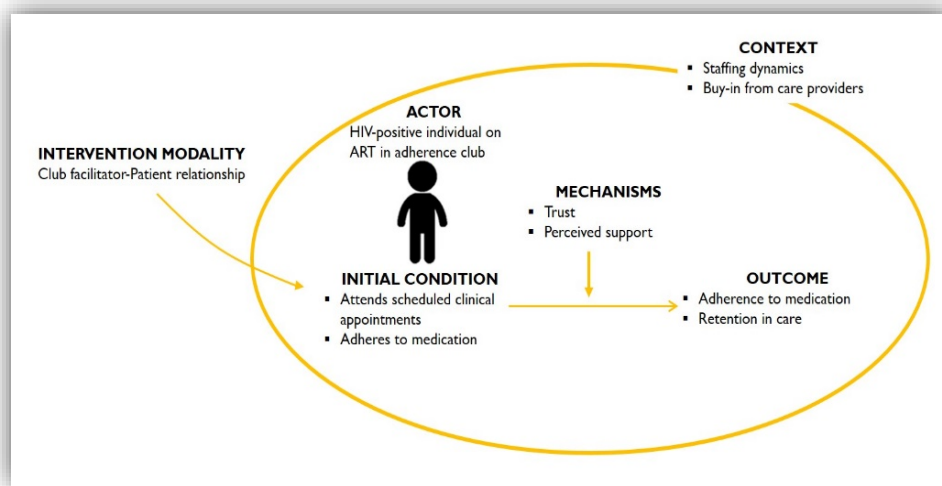 CONTEXT
▪ Staffing dynamics
▪ Buy-in from care providers
ACTOR
HIV-positive individual on
ART in adherence club
INTERVENTION MODALITY
Club facilitator-Patient relationship
MECHANISMS
▪ Trust
▪ Perceived support
INITIAL CONDITION
▪ Attends scheduled clinical
appointments
▪ Adheres to medication
OUTCOME
▪ Adherence to medication
▪ Retention in care